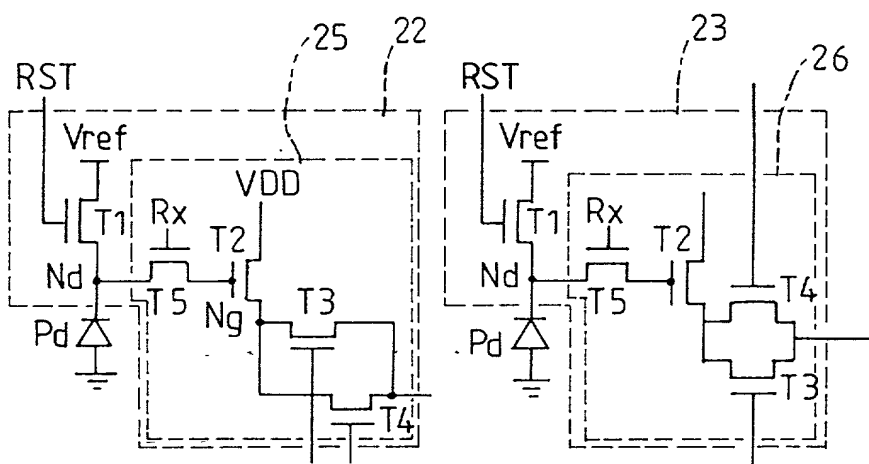 25
22
23
26
RST
RST
Vref
Vref
VDD
T1
Rx
T2
T1
Rx
T2
Nd
T5
Ng
T3
Nd
T5
T4
Pd
T4
Pd
T3